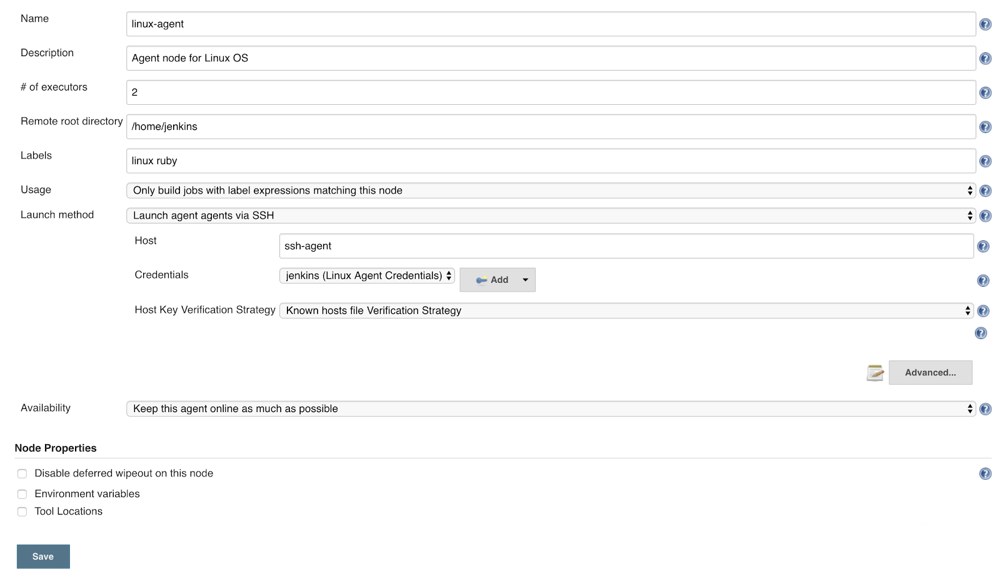 Name
linux-agent
Description
Agent node for Linux OS
# of executors
2
Remote root directory
/home/jenkins
Labels
linux ruby
Usage
Only build jobs with label expressions matching this node
Launch method
Launch agent agents via SSH
Host
ssh-agent
Credentials
jenkins (Linux Agent Credentials)
Add
Host Key Verification Strategy
Known hosts file Verification Strategy
Advanced...
Availability
Keep this agent online as much as possible
Node Properties
Disable deferred wipeout on this node
Environment variables
Tool Locations
Save